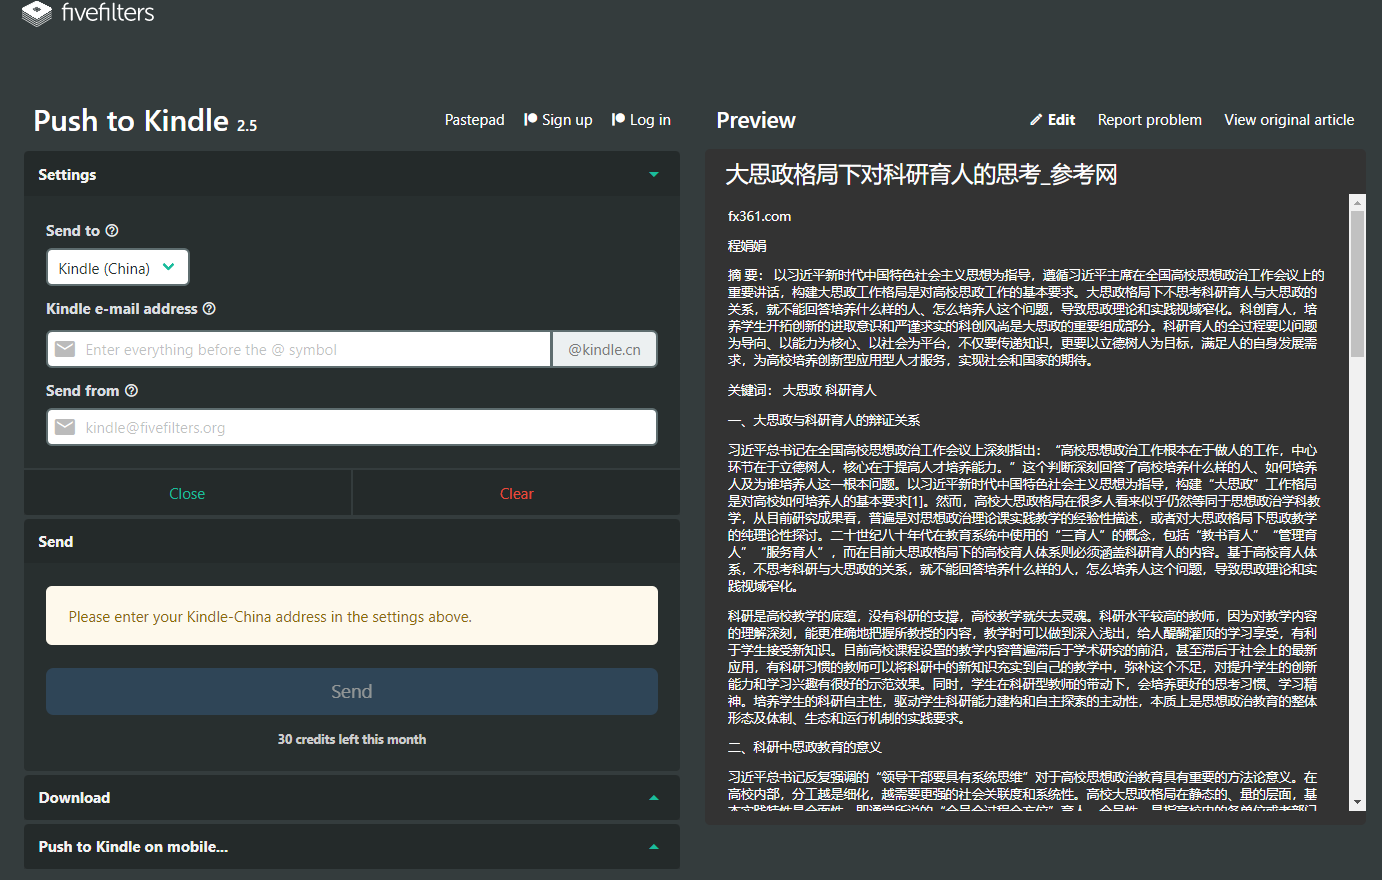 fivefilters
Push to Kindle 2.5
Pastepad
Sign up
Log in
Settings
Send to
Kindle (China)
Kindle e-mail address
Enter everything before the @ symbol
@kindle.cn
Send from
kindle@fivefilters.org
Close
Clear
Send
Please enter your Kindle-China address in the settings above.
Send
30 credits left this month
Download
Push to Kindle on mobile...
Preview
Edit
Report problem
View original article
大思政格局下对科研育人的思考_参考网
fx361.com
程娟娟
摘 要： 以习近平新时代中国特色社会主义思想为指导，遵循习近平主席在全国高校思想政治工作会议上的
重要讲话，构建大思政工作格局是对高校思政工作的基本要求。大思政格局下不思考科研育人与大思政的
关系，就不能回答培养什么样的人、怎么培养人这个问题，导致思政理论和实践视域窄化。科创育人，培
养学生开拓创新的进取意识和严谨求实的科创风尚是大思政的重要组成部分。科研育人的全过程要以问题
为导向、以能力为核心、以社会为平台，不仅要传递知识，更要以立德树人为目标，满足人的自身发展需
求，为高校培养创新型应用型人才服务，实现社会和国家的期待。
关键词： 大思政 科研育人
一、大思政与科研育人的辩证关系
习近平总书记在全国高校思想政治工作会议上深刻指出：“高校思想政治工作根本在于做人的工作，中心
环节在于立德树人，核心在于提高人才培养能力。”这个判断深刻回答了高校培养什么样的人、如何培养
人及为谁培养人这一根本问题。以习近平新时代中国特色社会主义思想为指导，构建“大思政”工作格局
是对高校如何培养人的基本要求[1]。然而，高校大思政格局在很多人看来似乎仍然等同于思想政治学科教
学，从目前研究成果看，普遍是对思想政治理论课实践教学的经验性描述，或者对大思政格局下思政教学
的纯理论性探讨。二十世纪八十年代在教育系统中使用的“三育人”的概念，包括“教书育人”“管理育
人”“服务育人”，而在目前大思政格局下的高校育人体系则必须涵盖科研育人的内容。基于高校育人体
系，不思考科研与大思政的关系，就不能回答培养什么样的人，怎么培养人这个问题，导致思政理论和实
践视域窄化。
科研是高校教学的底蕴，没有科研的支撑，高校教学就失去灵魂。科研水平较高的教师，因为对教学内容
的理解深刻，能更准确地把握所教授的内容，教学时可以做到深入浅出，给人醍醐灌顶的学习享受，有利
于学生接受新知识。目前高校课程设置的教学内容普遍滞后于学术研究的前沿，甚至滞后于社会上的最新
应用，有科研习惯的教师可以将科研中的新知识充实到自己的教学中，弥补这个不足，对提升学生的创新
能力和学习兴趣有很好的示范效果。同时，学生在科研型教师的带动下，会培养更好的思考习惯、学习精
神。培养学生的科研自主性，驱动学生科研能力建构和自主探索的主动性，本质上是思想政治教育的整体
形态及体制、生态和运行机制的实践要求。
二、科研中思政教育的意义
习近平总书记反复强调的“领导干部要具有系统思维”对于高校思想政治教育具有重要的方法论意义。在
高校内部，分工越是细化，越需要更强的社会关联度和系统性。高校大思政格局在静态的、量的层面，基
本实践特性是全面性，即通常所说的“全员全过程全方位”育人。全员性，是指高校中的各单位或者部门